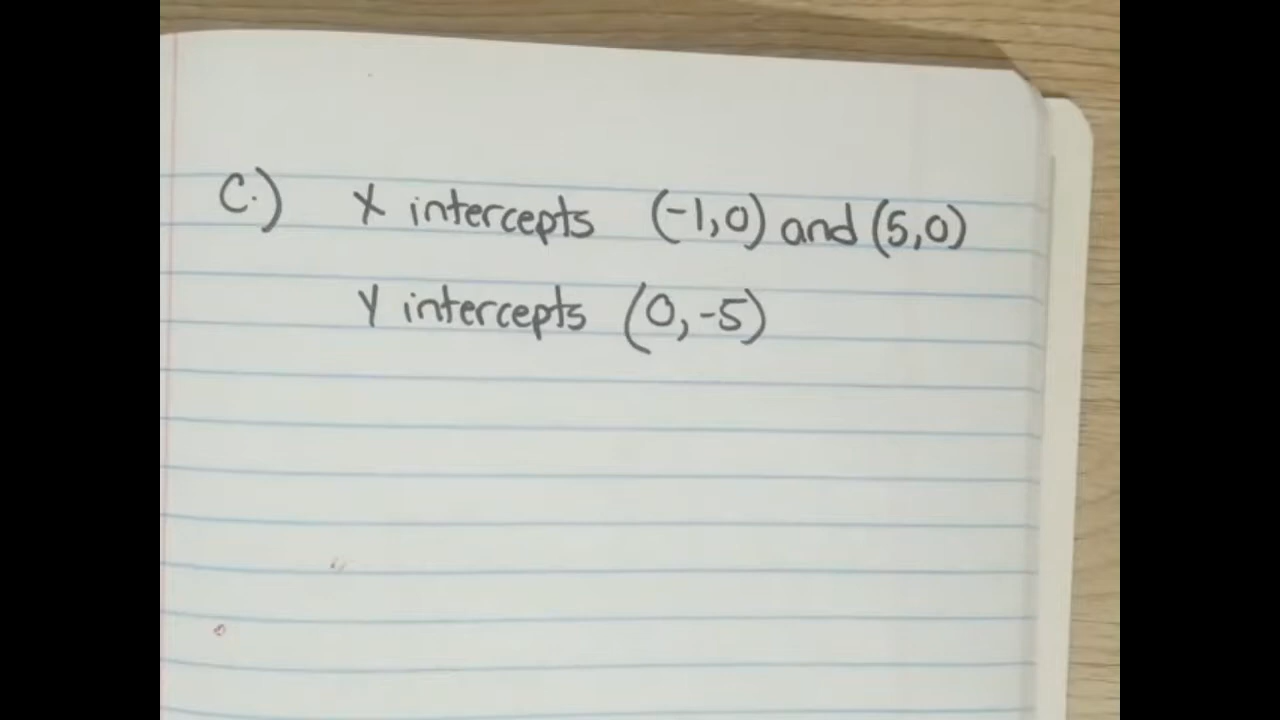 C.) X intercepts (-1,0) and (5,0)
Y intercepts (0,-5)